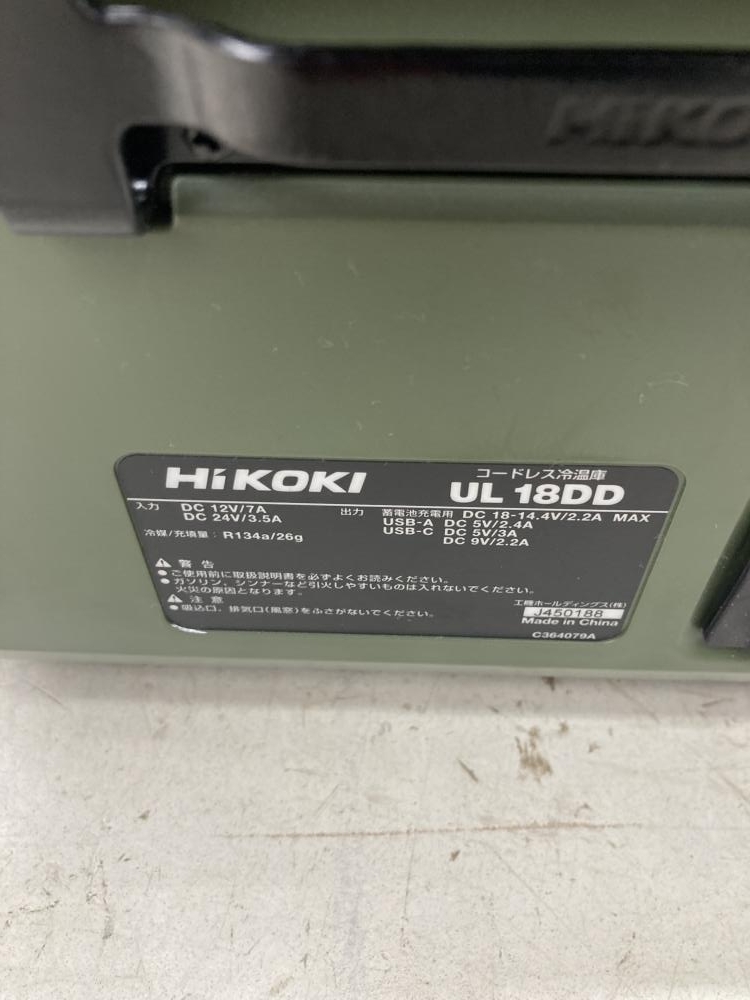 HiKOKI
HiKOKI
コードレス冷温庫
UL 18DD
入力 DC 12V/7A
DC 24V/3.5A
出力 蓄電池充電用 DC 18-14.4V/2.2A MAX
USB-A DC 5V/2.4A
USB-C DC 5V/3A
DC 9V/2.2A
冷媒/充填量: R134a/26g
⚠ 警告
● ご使用前に取扱説明書を必ずよくお読みください。
● ガソリン、シンナーなど引火しやすいものは入れないでください。
火災の原因となります。
⚠ 注意
● 吸込口、排気口(風窓)をふさがないでください。
工機ホールディングス(株)
J450188
Made in China
C364079A